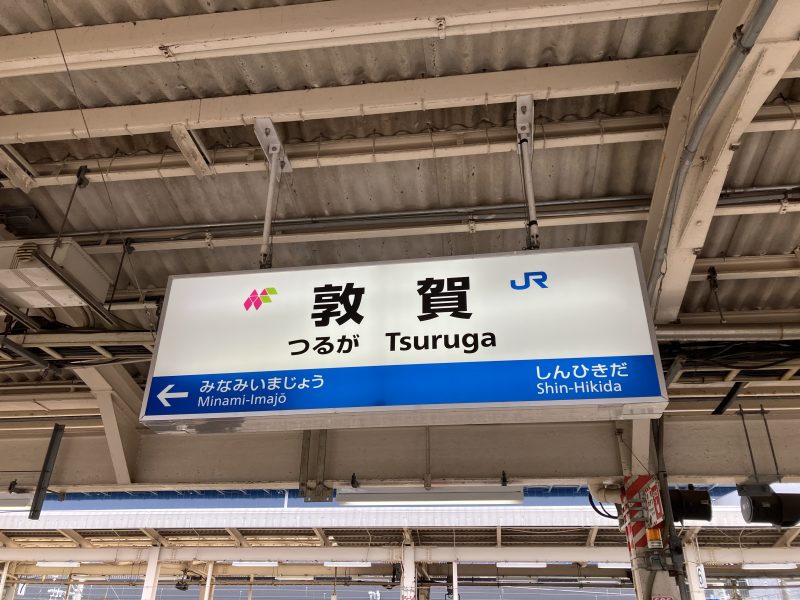 敦賀
JR
つるが Tsuruga
みなみいまじょう
Minami-Imajō
しんひきだ
Shin-Hikida